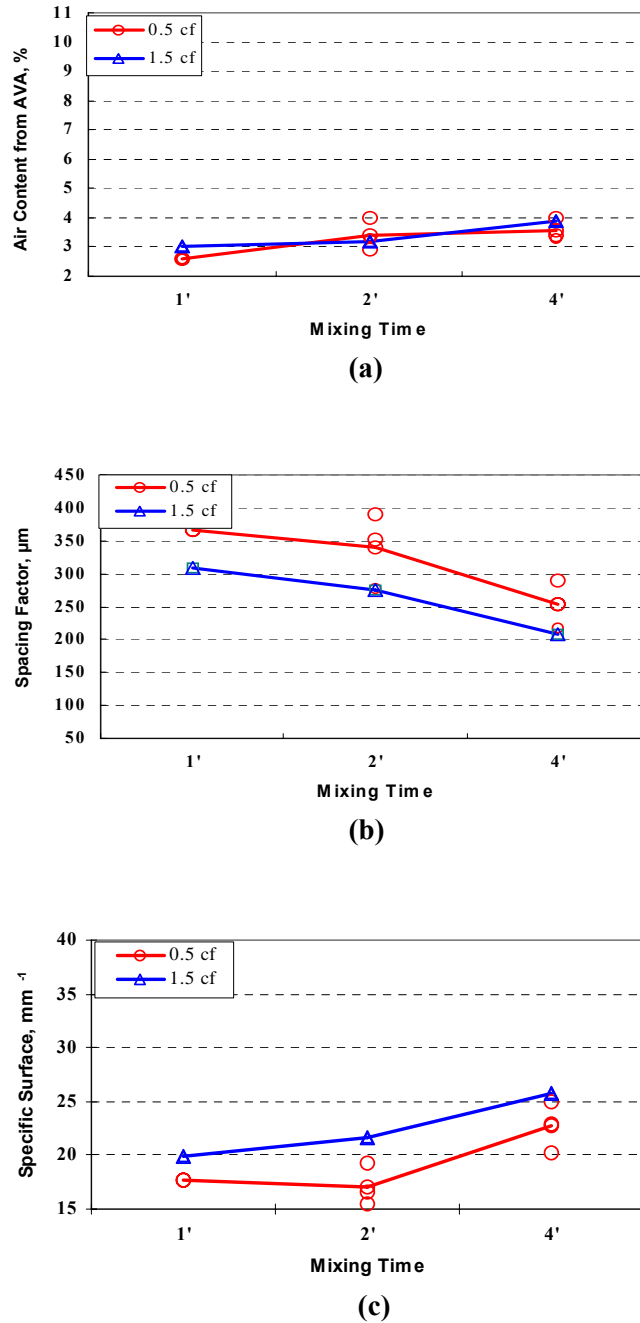 11
10
9
8
7
6
5
4
3
2
Air Content from AVA, %
0.5 cf
1.5 cf
1' 2' 4'
Mixing Time
(a)
450
400
350
300
250
200
150
100
50
Spacing Factor, µm
0.5 cf
1.5 cf
1' 2' 4'
Mixing Time
(b)
40
35
30
25
20
15
Specific Surface, mm -1
0.5 cf
1.5 cf
1' 2' 4'
Mixing Time
(c)